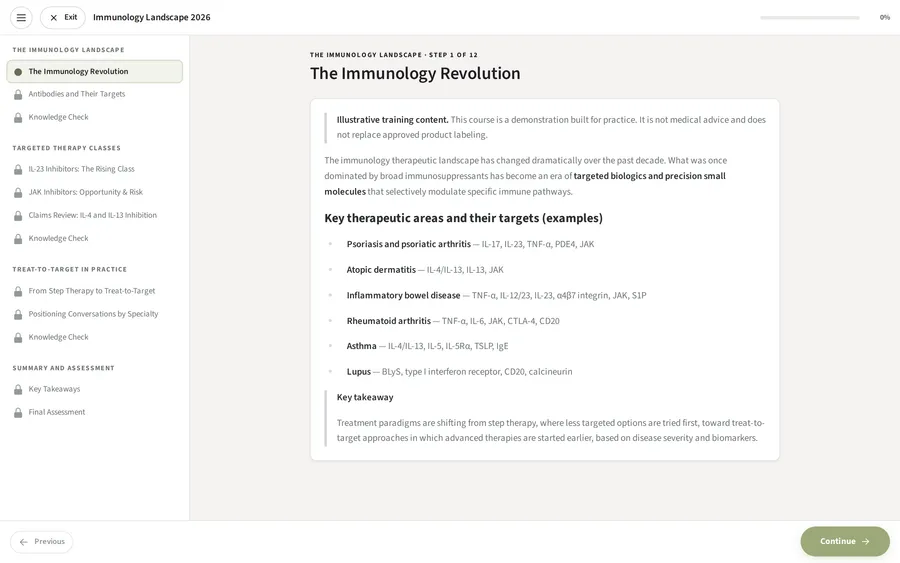 Exit
Immunology Landscape 2026
0%
THE IMMUNOLOGY LANDSCAPE
The Immunology Revolution
Antibodies and Their Targets
Knowledge Check
TARGETED THERAPY CLASSES
IL-23 Inhibitors: The Rising Class
JAK Inhibitors: Opportunity & Risk
Claims Review: IL-4 and IL-13 Inhibition
Knowledge Check
TREAT-TO-TARGET IN PRACTICE
From Step Therapy to Treat-to-Target
Positioning Conversations by Specialty
Knowledge Check
SUMMARY AND ASSESSMENT
Key Takeaways
Final Assessment
THE IMMUNOLOGY LANDSCAPE · STEP 1 OF 12
The Immunology Revolution
Illustrative training content. This course is a demonstration built for practice. It is not medical advice and does
not replace approved product labeling.
The immunology therapeutic landscape has changed dramatically over the past decade. What was once
dominated by broad immunosuppressants has become an era of targeted biologics and precision small
molecules that selectively modulate specific immune pathways.
Key therapeutic areas and their targets (examples)
Psoriasis and psoriatic arthritis — IL-17, IL-23, TNF-α, PDE4, JAK
Atopic dermatitis — IL-4/IL-13, IL-13, JAK
Inflammatory bowel disease — TNF-α, IL-12/23, IL-23, α4β7 integrin, JAK, S1P
Rheumatoid arthritis — TNF-α, IL-6, JAK, CTLA-4, CD20
Asthma — IL-4/IL-13, IL-5, IL-5Rα, TSLP, IgE
Lupus — BLyS, type I interferon receptor, CD20, calcineurin
Key takeaway
Treatment paradigms are shifting from step therapy, where less targeted options are tried first, toward treat-to-
target approaches in which advanced therapies are started earlier, based on disease severity and biomarkers.
Previous
Continue